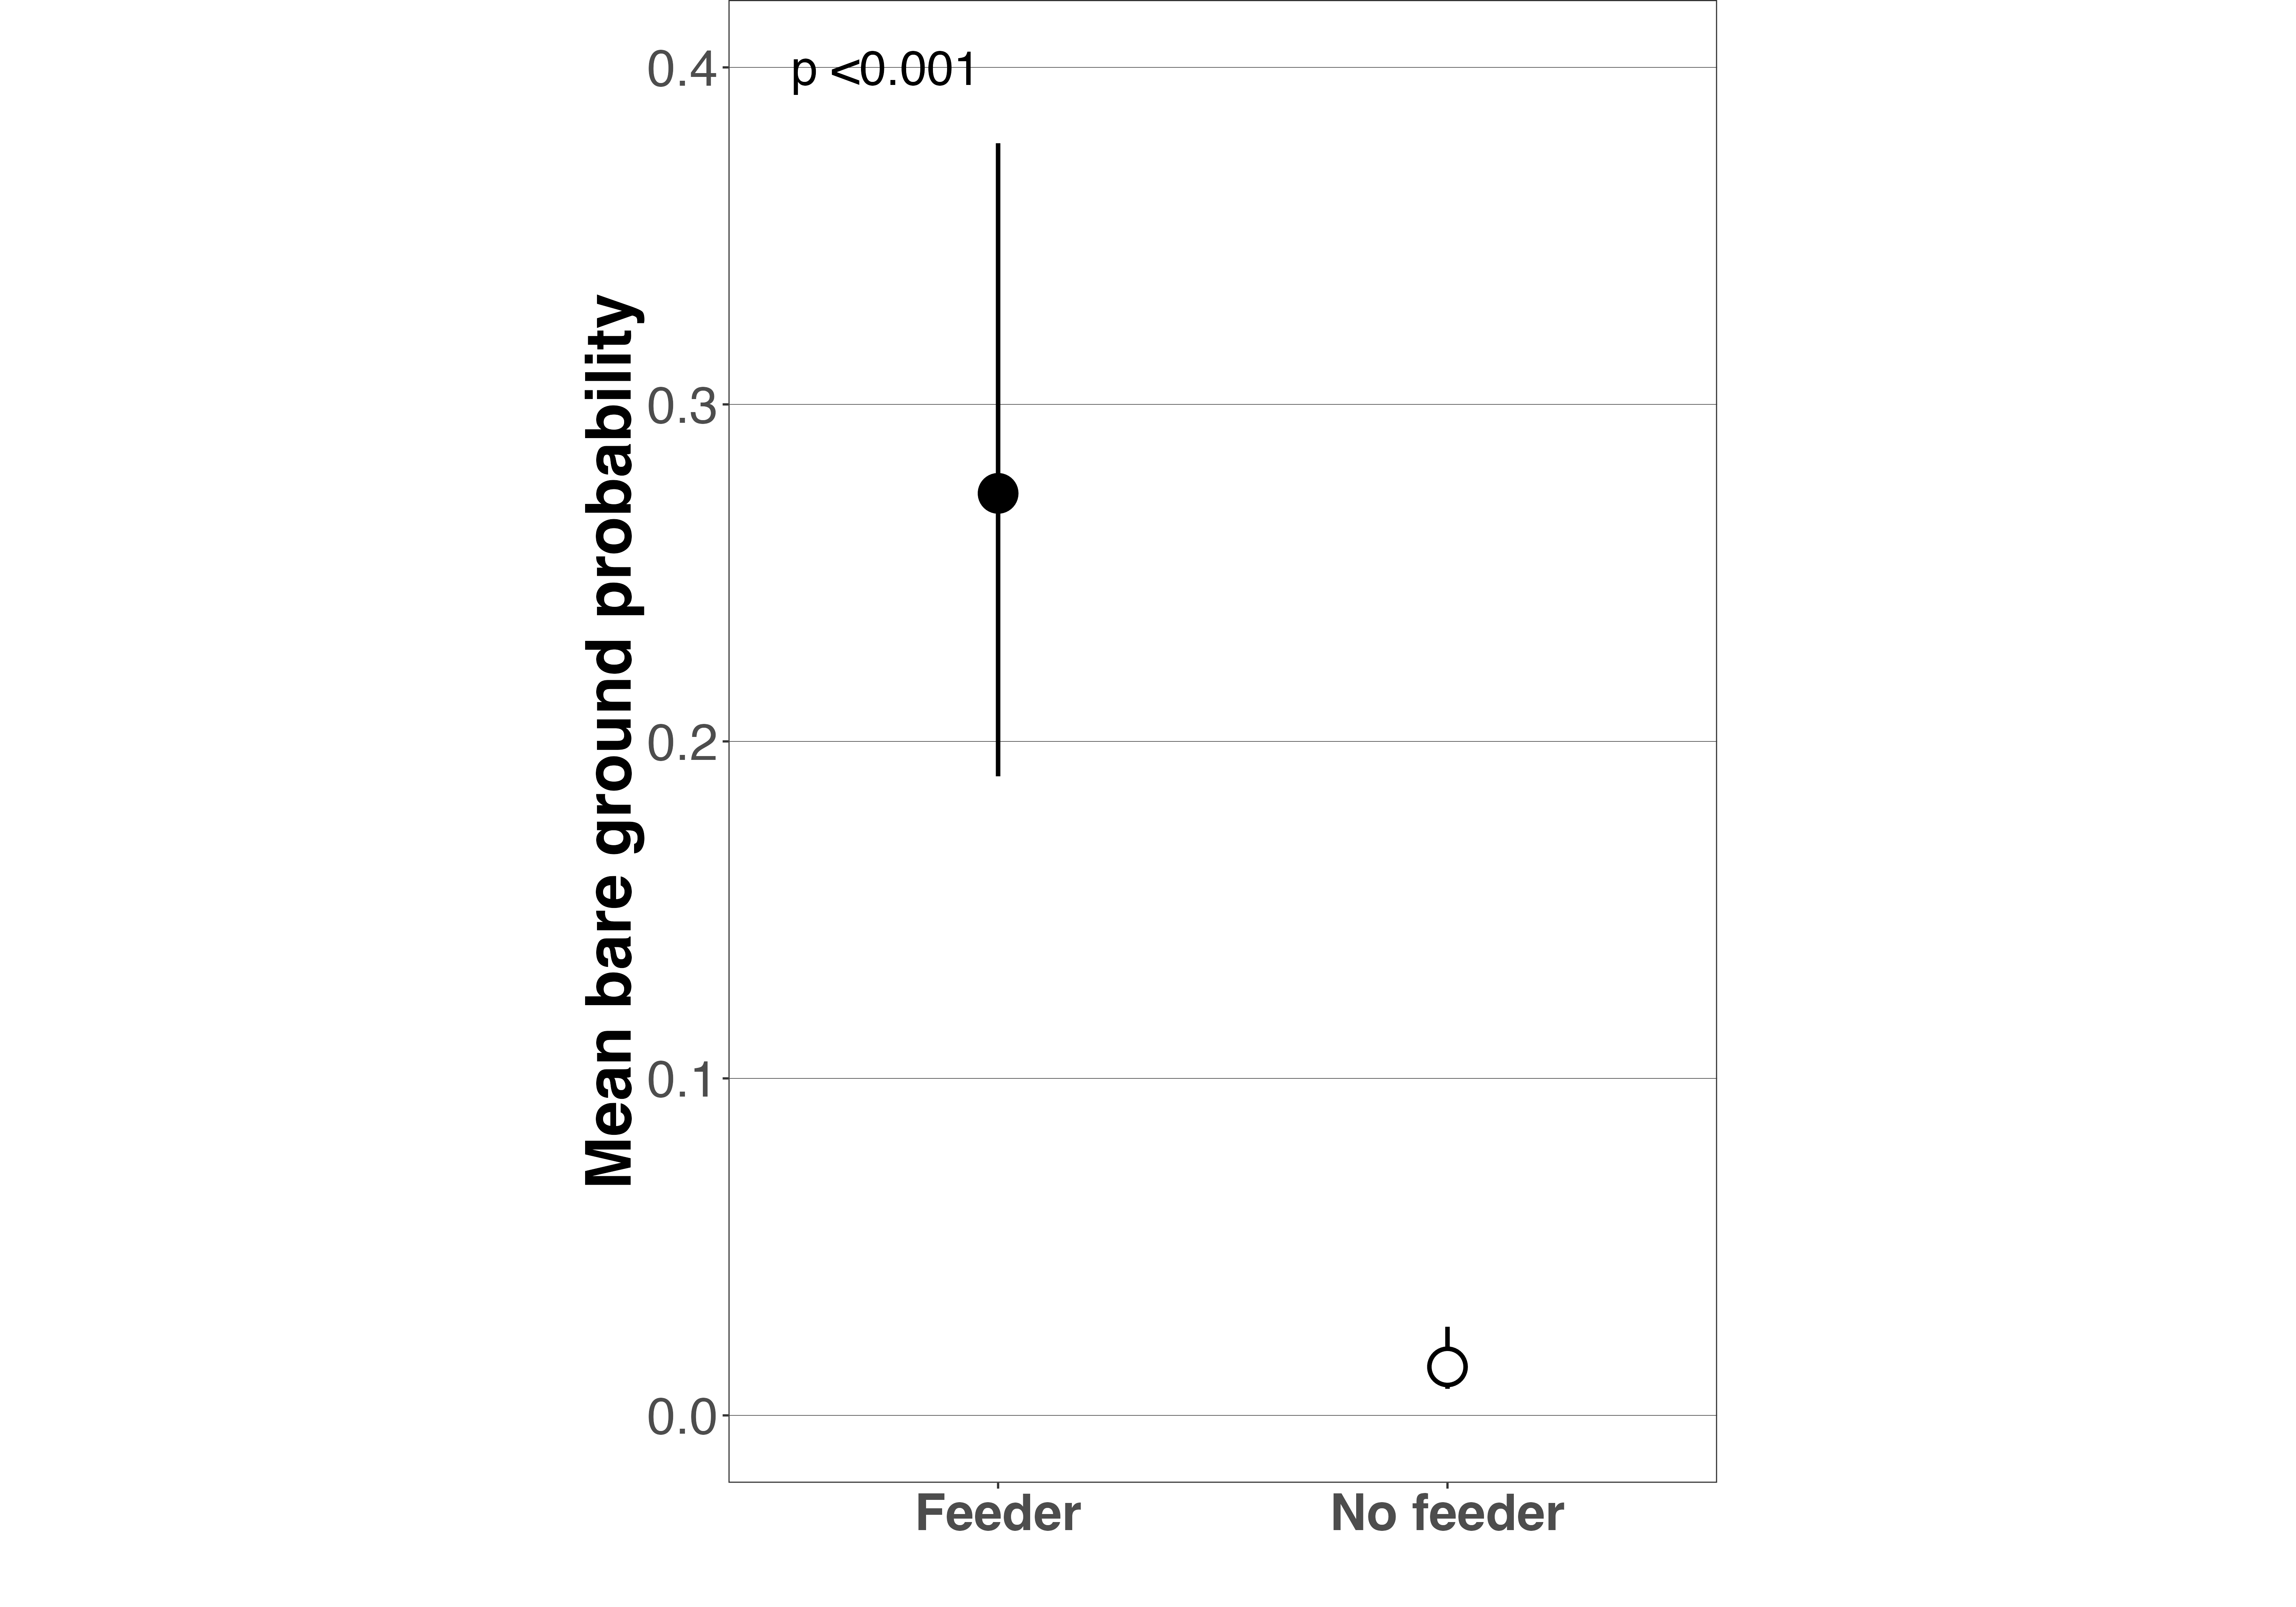 Mean bare ground probability
0.4
0.3
0.2
0.1
0.0
p <0.001
Feeder
No feeder